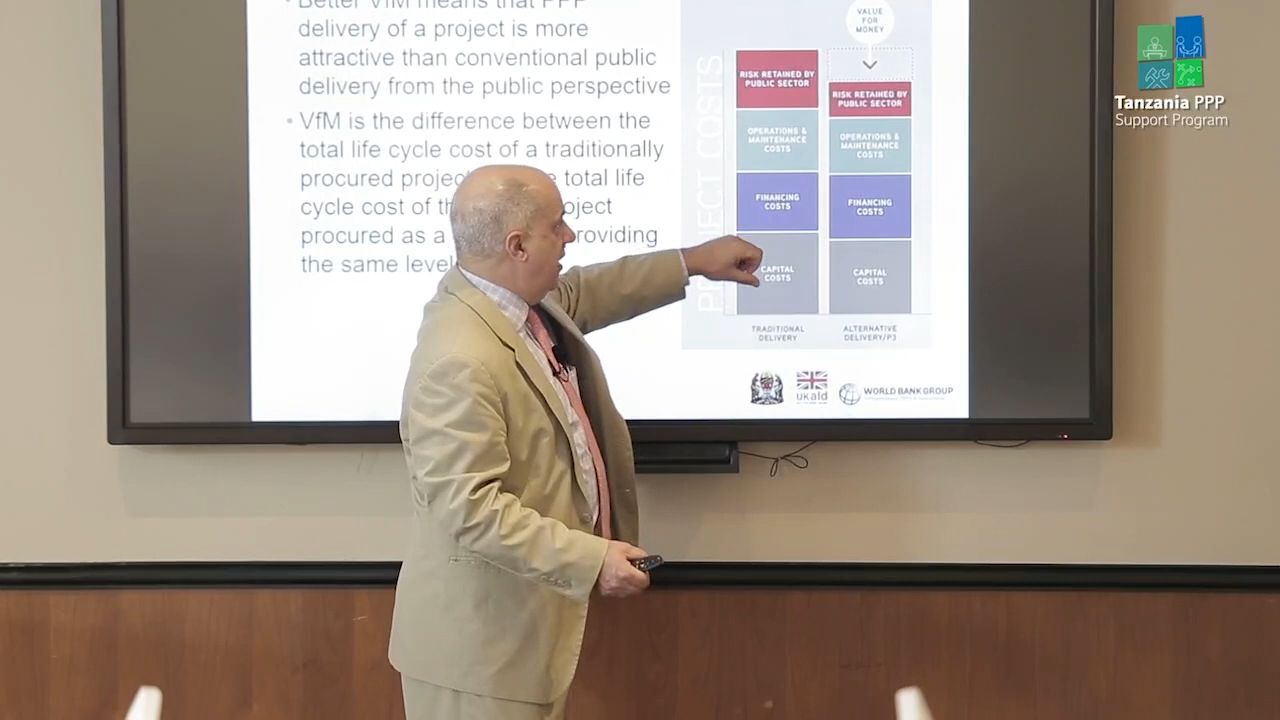 Better VfM means that PPP
delivery of a project is more
attractive than conventional public
delivery from the public perspective
• VfM is the difference between the
total life cycle cost of a traditionally
procured total life
cycle cost of
procured as a
the same level
PROJECT COSTS
VALUE
FOR
MONEY
RISK RETAINED BY
PUBLIC SECTOR
OPERATIONS &
MAINTENANCE
COSTS
FINANCING
COSTS
CAPITAL
COSTS
TRADITIONAL
DELIVERY
RISK RETAINED BY
PUBLIC SECTOR
OPERATIONS &
MAINTENANCE
COSTS
FINANCING
COSTS
CAPITAL
COSTS
ALTERNATIVE
DELIVERY/P3
ukaid
WORLD BANK GROUP
Tanzania PPP
Support Program